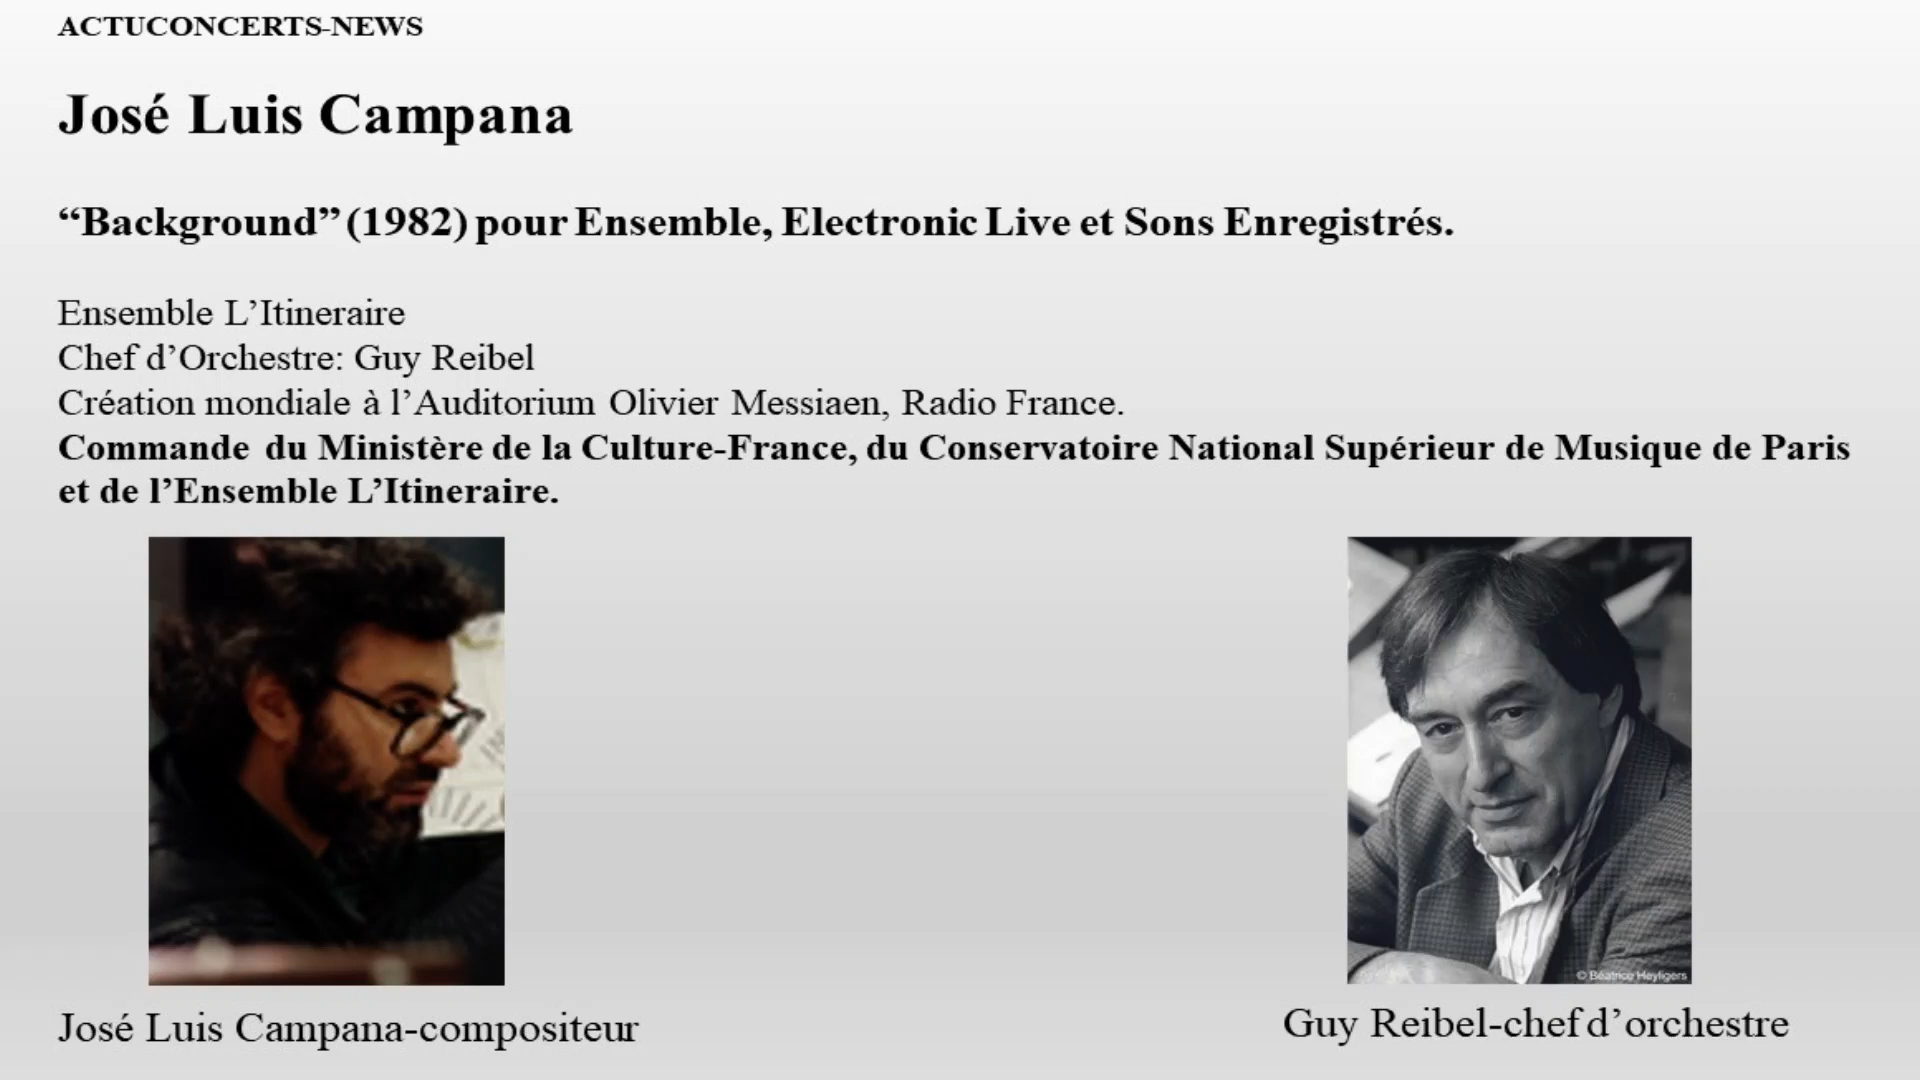 ACTUCONCERTS-NEWS
José Luis Campana
“Background” (1982) pour Ensemble, Electronic Live et Sons Enregistrés.
Ensemble L’Itineraire
Chef d’Orchestre: Guy Reibel
Création mondiale à l’Auditorium Olivier Messiaen, Radio France.
Commande du Ministère de la Culture-France, du Conservatoire National Supérieur de Musique de Paris
et de l’Ensemble L’Itineraire.
© Béatrice Heyligers
José Luis Campana-compositeur
Guy Reibel-chef d’orchestre